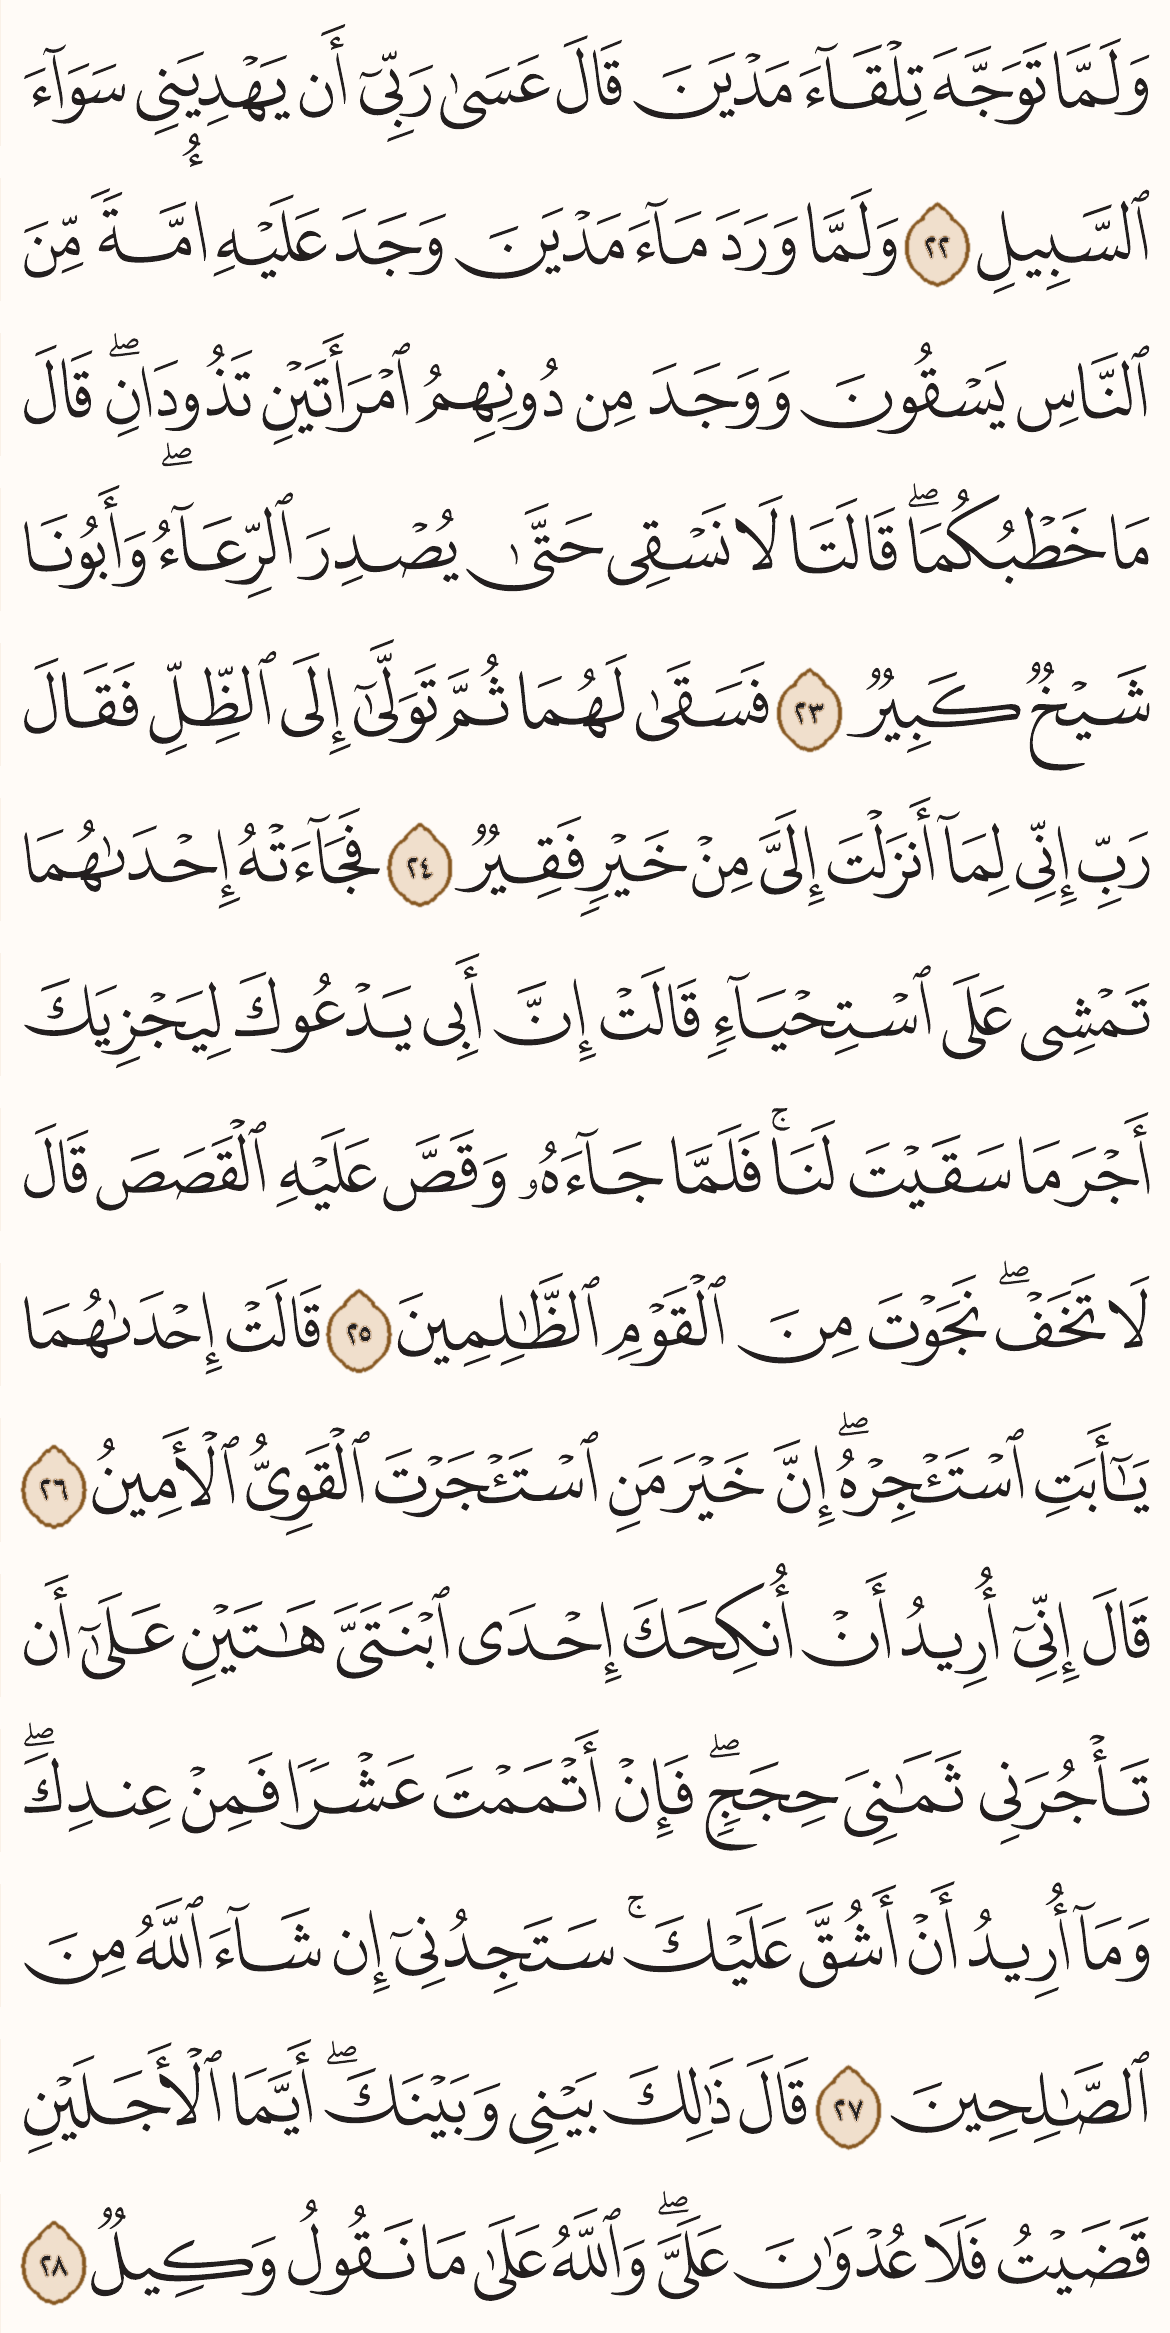 وَلَمَّا تَوَجَّهَ تِلْقَآءَ مَدْيَنَ قَالَ عَسَىٰ رَبِّىٓ أَن يَهْدِيَنِى سَوَآءَ
ٱلسَّبِيلِ ٢٢ وَلَمَّا وَرَدَ مَآءَ مَدْيَنَ وَجَدَ عَلَيْهِ أُمَّةً مِّنَ
ٱلنَّاسِ يَسْقُونَ وَوَجَدَ مِن دُونِهِمُ ٱمْرَأَتَيْنِ تَذُودَانِۖ قَالَ
مَا خَطْبُكُمَاۖ قَالَتَا لَا نَسْقِى حَتَّىٰ يُصْدِرَ ٱلرِّعَآءُۖ وَأَبُونَا
شَيْخٌ كَبِيرٌ ٢٣ فَسَقَىٰ لَهُمَا ثُمَّ تَوَلَّىٰٓ إِلَى ٱلظِّلِّ فَقَالَ
رَبِّ إِنِّى لِمَآ أَنزَلْتَ إِلَىَّ مِنْ خَيْرٍ فَقِيرٌ ٢٤ فَجَآءَتْهُ إِحْدَىٰهُمَا
تَمْشِى عَلَى ٱسْتِحْيَآءٍ قَالَتْ إِنَّ أَبِى يَدْعُوكَ لِيَجْزِيَكَ
أَجْرَ مَا سَقَيْتَ لَنَاۚ فَلَمَّا جَآءَهُۥ وَقَصَّ عَلَيْهِ ٱلْقَصَصَ قَالَ
لَا تَخَفْۖ نَجَوْتَ مِنَ ٱلْقَوْمِ ٱلظَّٰلِمِينَ ٢٥ قَالَتْ إِحْدَىٰهُمَا
يَٰٓأَبَتِ ٱسْتَـْٔجِرْهُۖ إِنَّ خَيْرَ مَنِ ٱسْتَـْٔجَرْتَ ٱلْقَوِىُّ ٱلْأَمِينُ ٢٦
قَالَ إِنِّىٓ أُرِيدُ أَنْ أُنكِحَكَ إِحْدَى ٱبْنَتَىَّ هَٰتَيْنِ عَلَىٰٓ أَن
تَأْجُرَنِى ثَمَٰنِىَ حِجَجٍۖ فَإِنْ أَتْمَمْتَ عَشْرًا فَمِنْ عِندِكَۖ
وَمَآ أُرِيدُ أَنْ أَشُقَّ عَلَيْكَۚ سَتَجِدُنِىٓ إِن شَآءَ ٱللَّهُ مِنَ
ٱلصَّٰلِحِينَ ٢٧ قَالَ ذَٰلِكَ بَيْنِى وَبَيْنَكَۖ أَيَّمَا ٱلْأَجَلَيْنِ
قَضَيْتُ فَلَا عُدْوَٰنَ عَلَىَّۖ وَٱللَّهُ عَلَىٰ مَا نَقُولُ وَكِيلٌ ٢٨